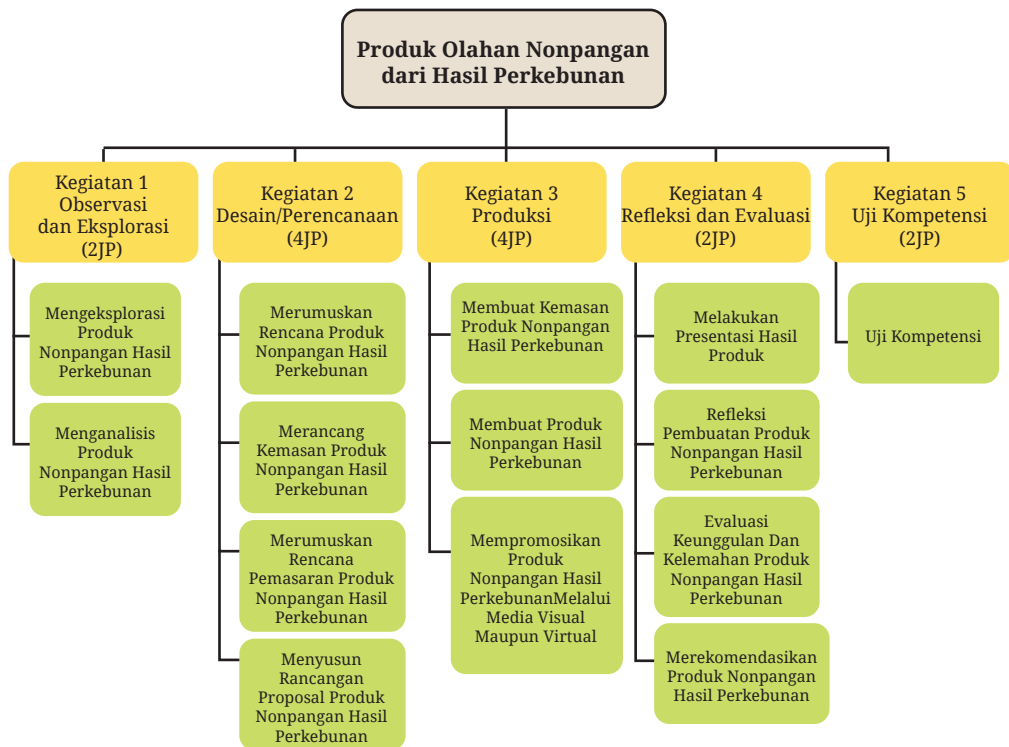 Produk Olahan Nonpangan
dari Hasil Perkebunan
Kegiatan 1
Observasi
dan Eksplorasi
(2JP)
Mengeksplorasi
Produk
Nonpangan Hasil
Perkebunan
Menganalisis
Produk
Nonpangan Hasil
Perkebunan
Kegiatan 2
Desain/Perencanaan
(4JP)
Merumuskan
Rencana Produk
Nonpangan Hasil
Perkebunan
Merancang
Kemasan Produk
Nonpangan Hasil
Perkebunan
Merumuskan
Rencana
Pemasaran Produk
Nonpangan Hasil
Perkebunan
Menyusun
Rancangan
Proposal Produk
Nonpangan Hasil
Perkebunan
Kegiatan 3
Produksi
(4JP)
Membuat Kemasan
Produk Nonpangan
Hasil Perkebunan
Membuat Produk
Nonpangan Hasil
Perkebunan
Mempromosikan
Produk
Nonpangan Hasil
PerkebunanMelalui
Media Visual
Maupun Virtual
Kegiatan 4
Refleksi dan Evaluasi
(2JP)
Melakukan
Presentasi Hasil
Produk
Refleksi
Pembuatan Produk
Nonpangan Hasil
Perkebunan
Evaluasi
Keunggulan Dan
Kelemahan Produk
Nonpangan Hasil
Perkebunan
Merekomendasikan
Produk Nonpangan
Hasil Perkebunan
Kegiatan 5
Uji Kompetensi
(2JP)
Uji Kompetensi